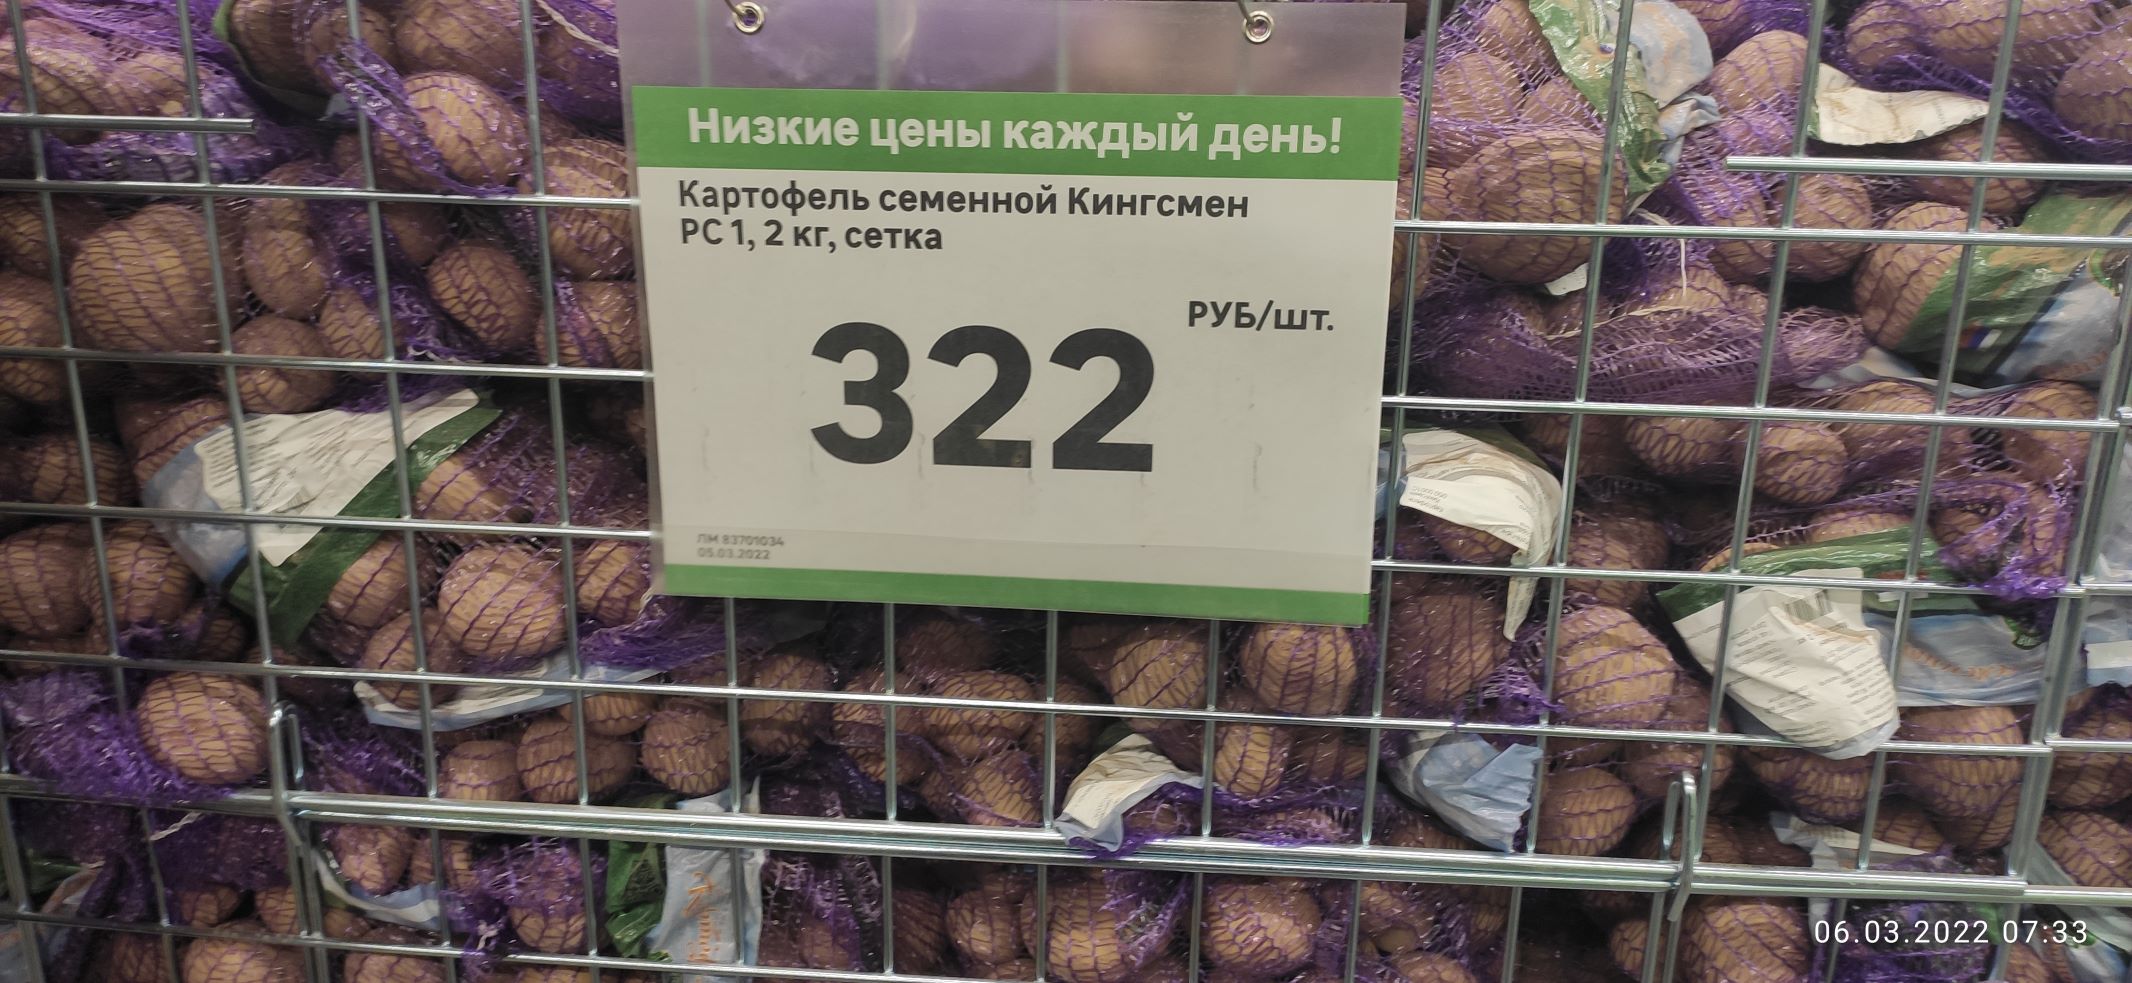 Низкие цены каждый день!
Картофель семенной Кингсмен
РС 1, 2 кг, сетка
РУБ/шт.
322
ЛМ 83701034
05.03.2022
06.03.2022 07:33